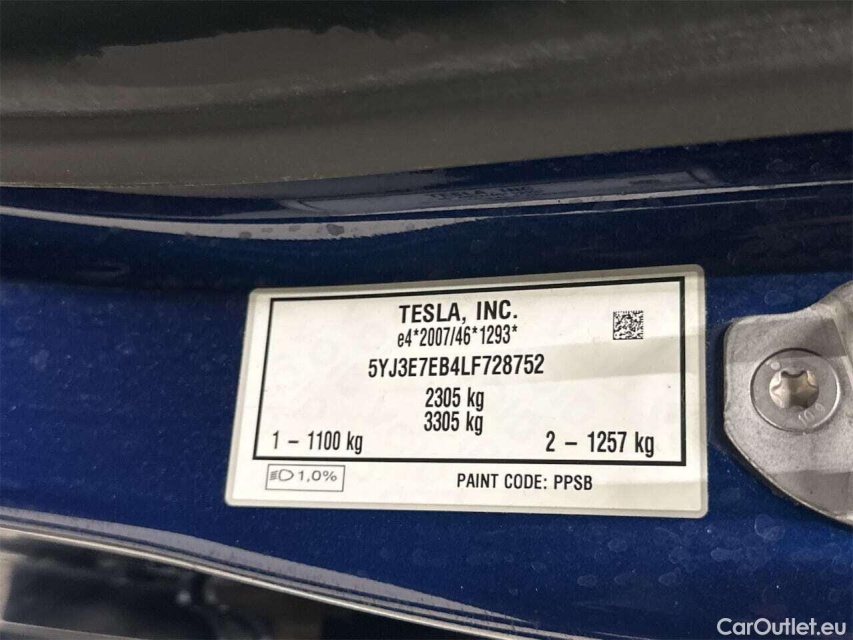 TESLA, INC.
e4*2007/46*1293*
5YJ3E7EB4LF728752
2305 kg
3305 kg
1 – 1100 kg
2 – 1257 kg
1,0%
PAINT CODE: PPSB
CarOutlet.eu